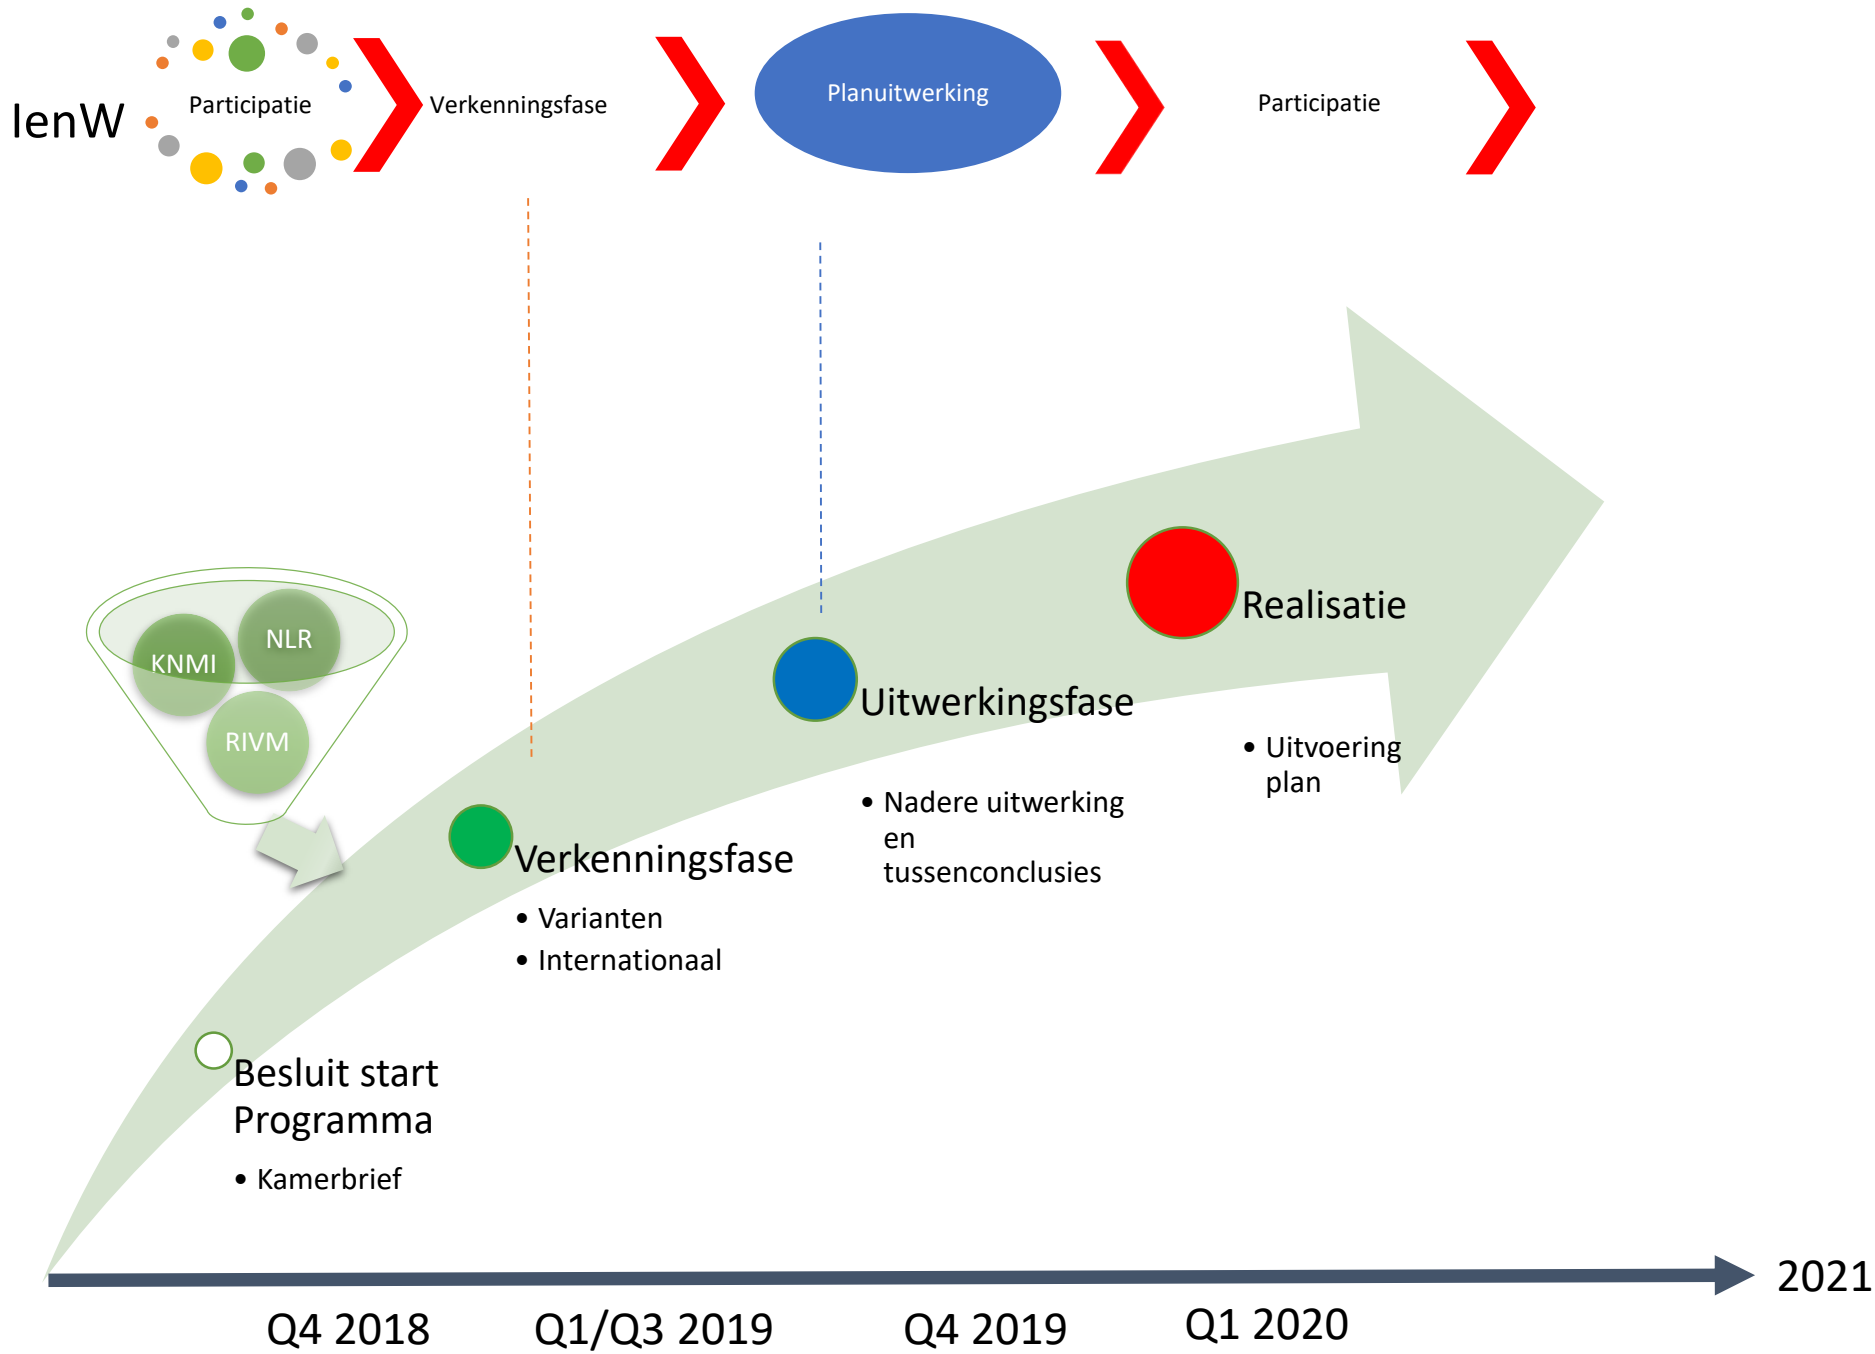 IenW
Participatie
Verkenningsfase
Planuitwerking
Participatie
NLR
KNMI
RIVM
Realisatie
• Uitvoering
plan
Uitwerkingsfase
• Nadere uitwerking
en
tussenconclusies
Verkenningsfase
• Varianten
• Internationaal
Besluit start
Programma
• Kamerbrief
2021
Q4 2018
Q1/Q3 2019
Q4 2019
Q1 2020